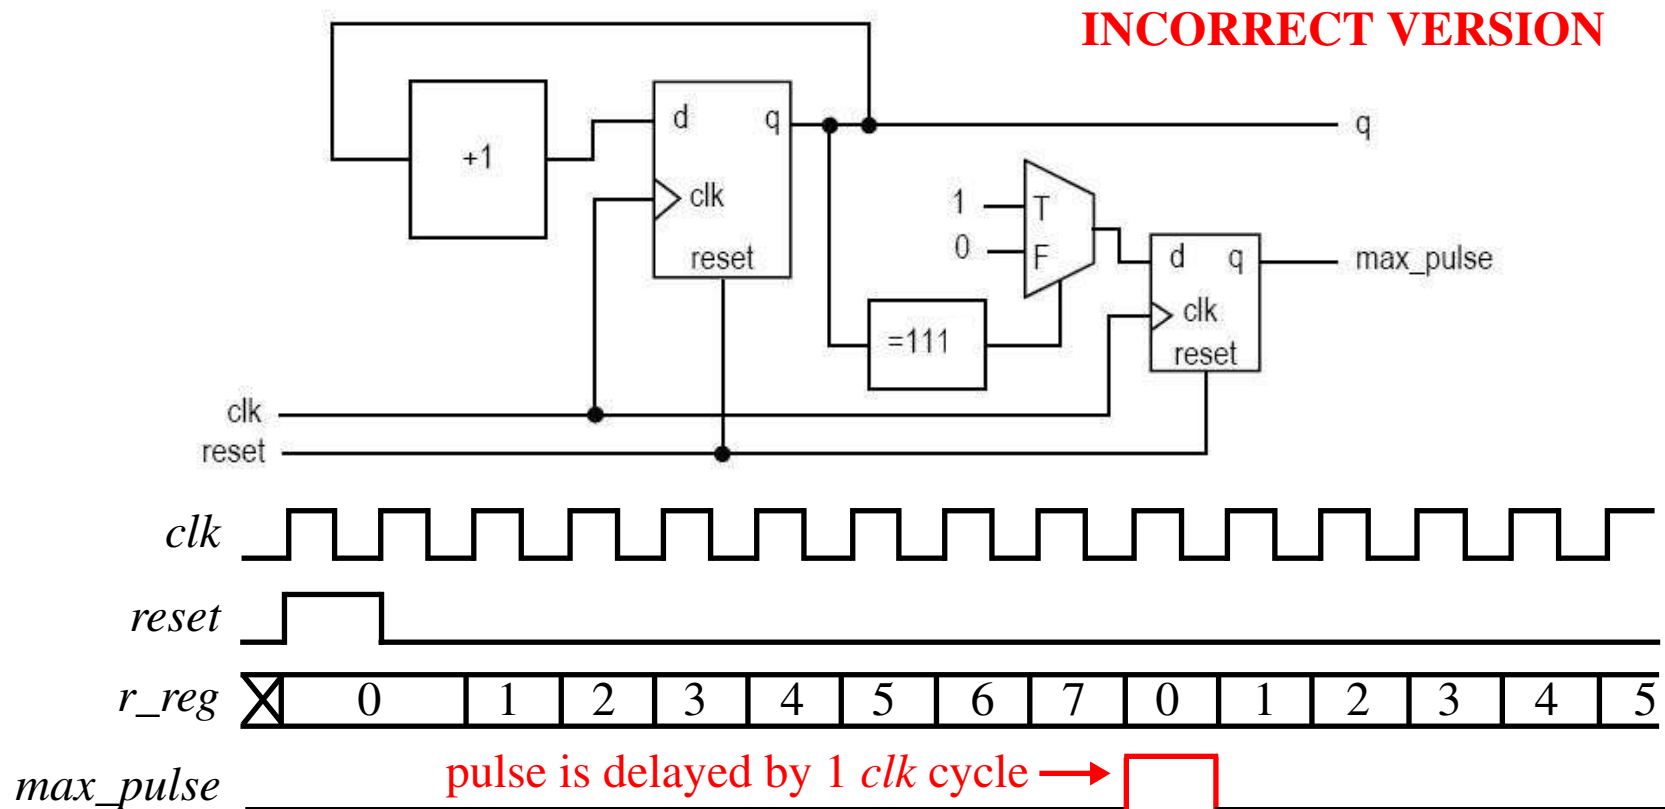 INCORRECT VERSION
d q q
+1
clk
1 T
0 F
reset
d q max_pulse
clk
=111
reset
clk
reset
clk
reset
r_reg 0 1 2 3 4 5 6 7 0 1 2 3 4 5
pulse is delayed by 1 clk cycle
max_pulse